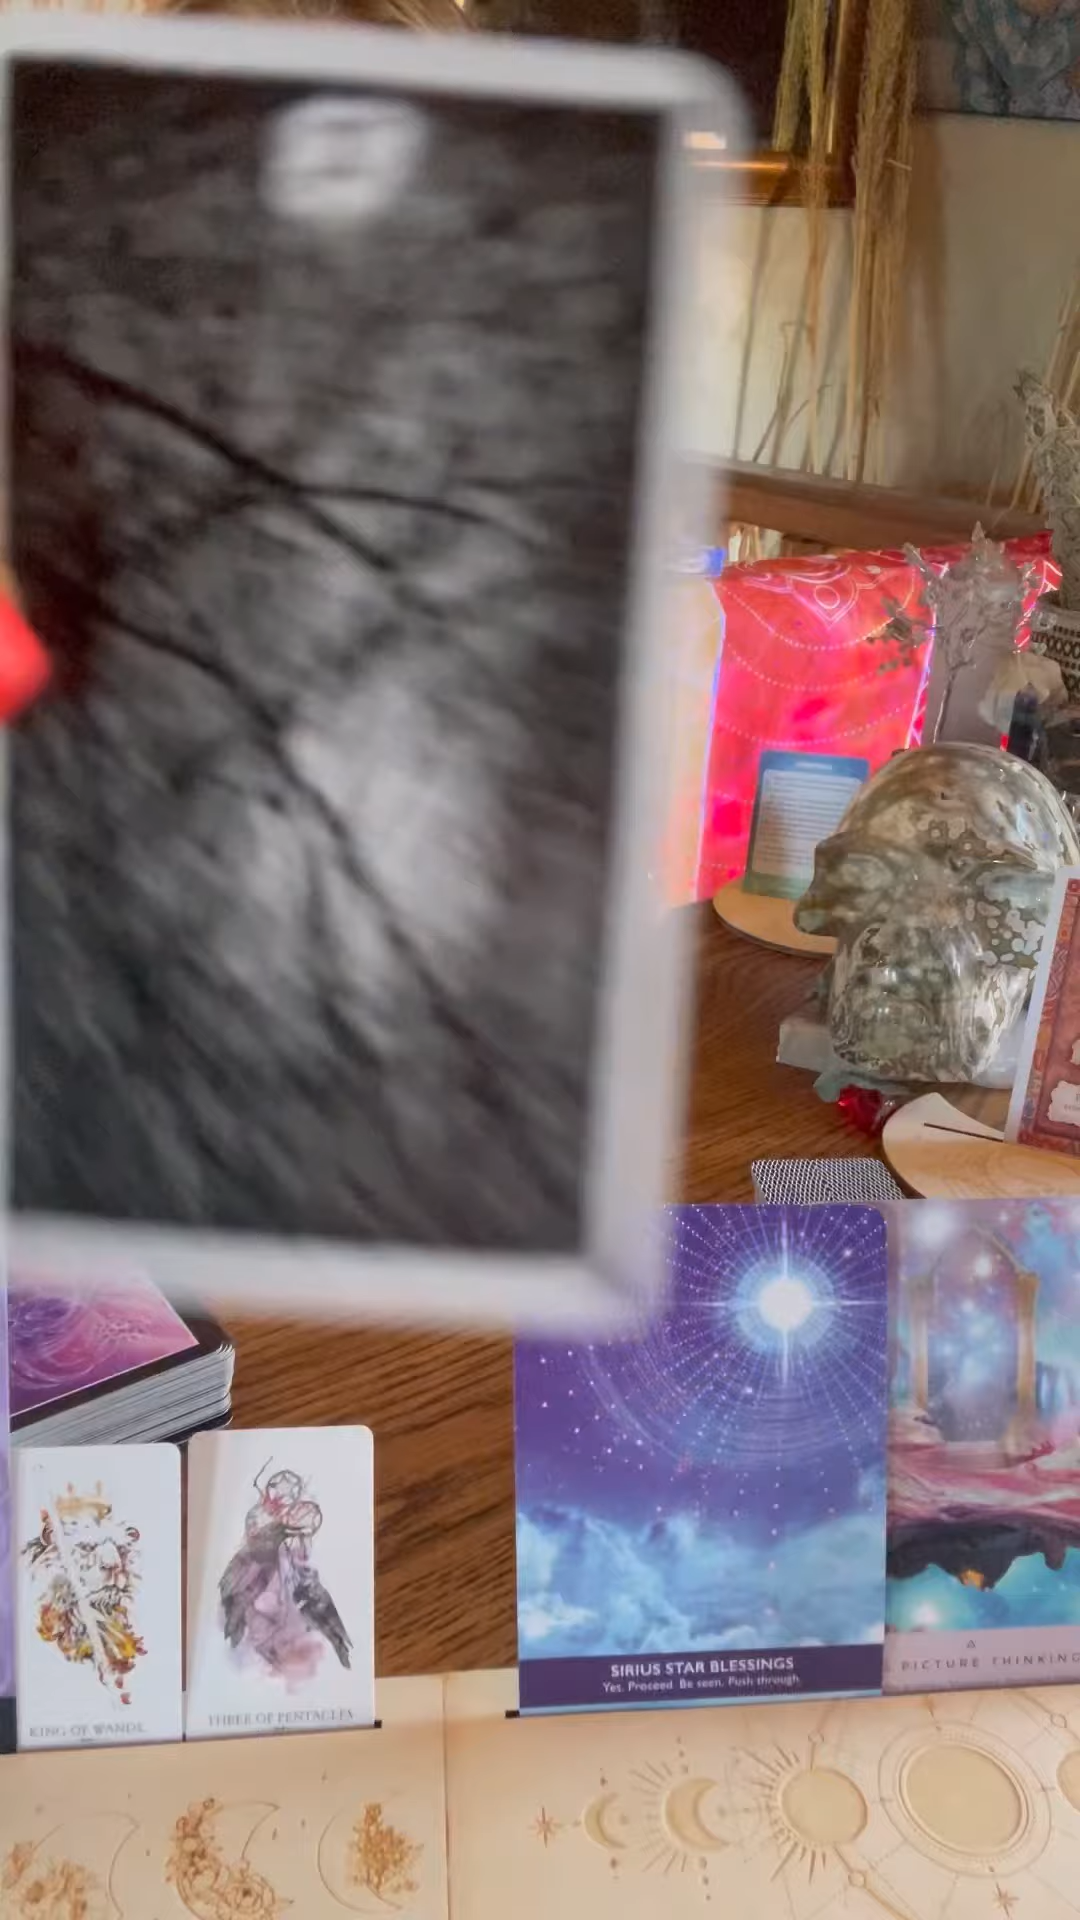 SIRIUS STAR BLESSINGS
Yes. Proceed. Be seen. Push through.
PICTURE THINKING
KING OF WANDS
THREE OF PENTACLES